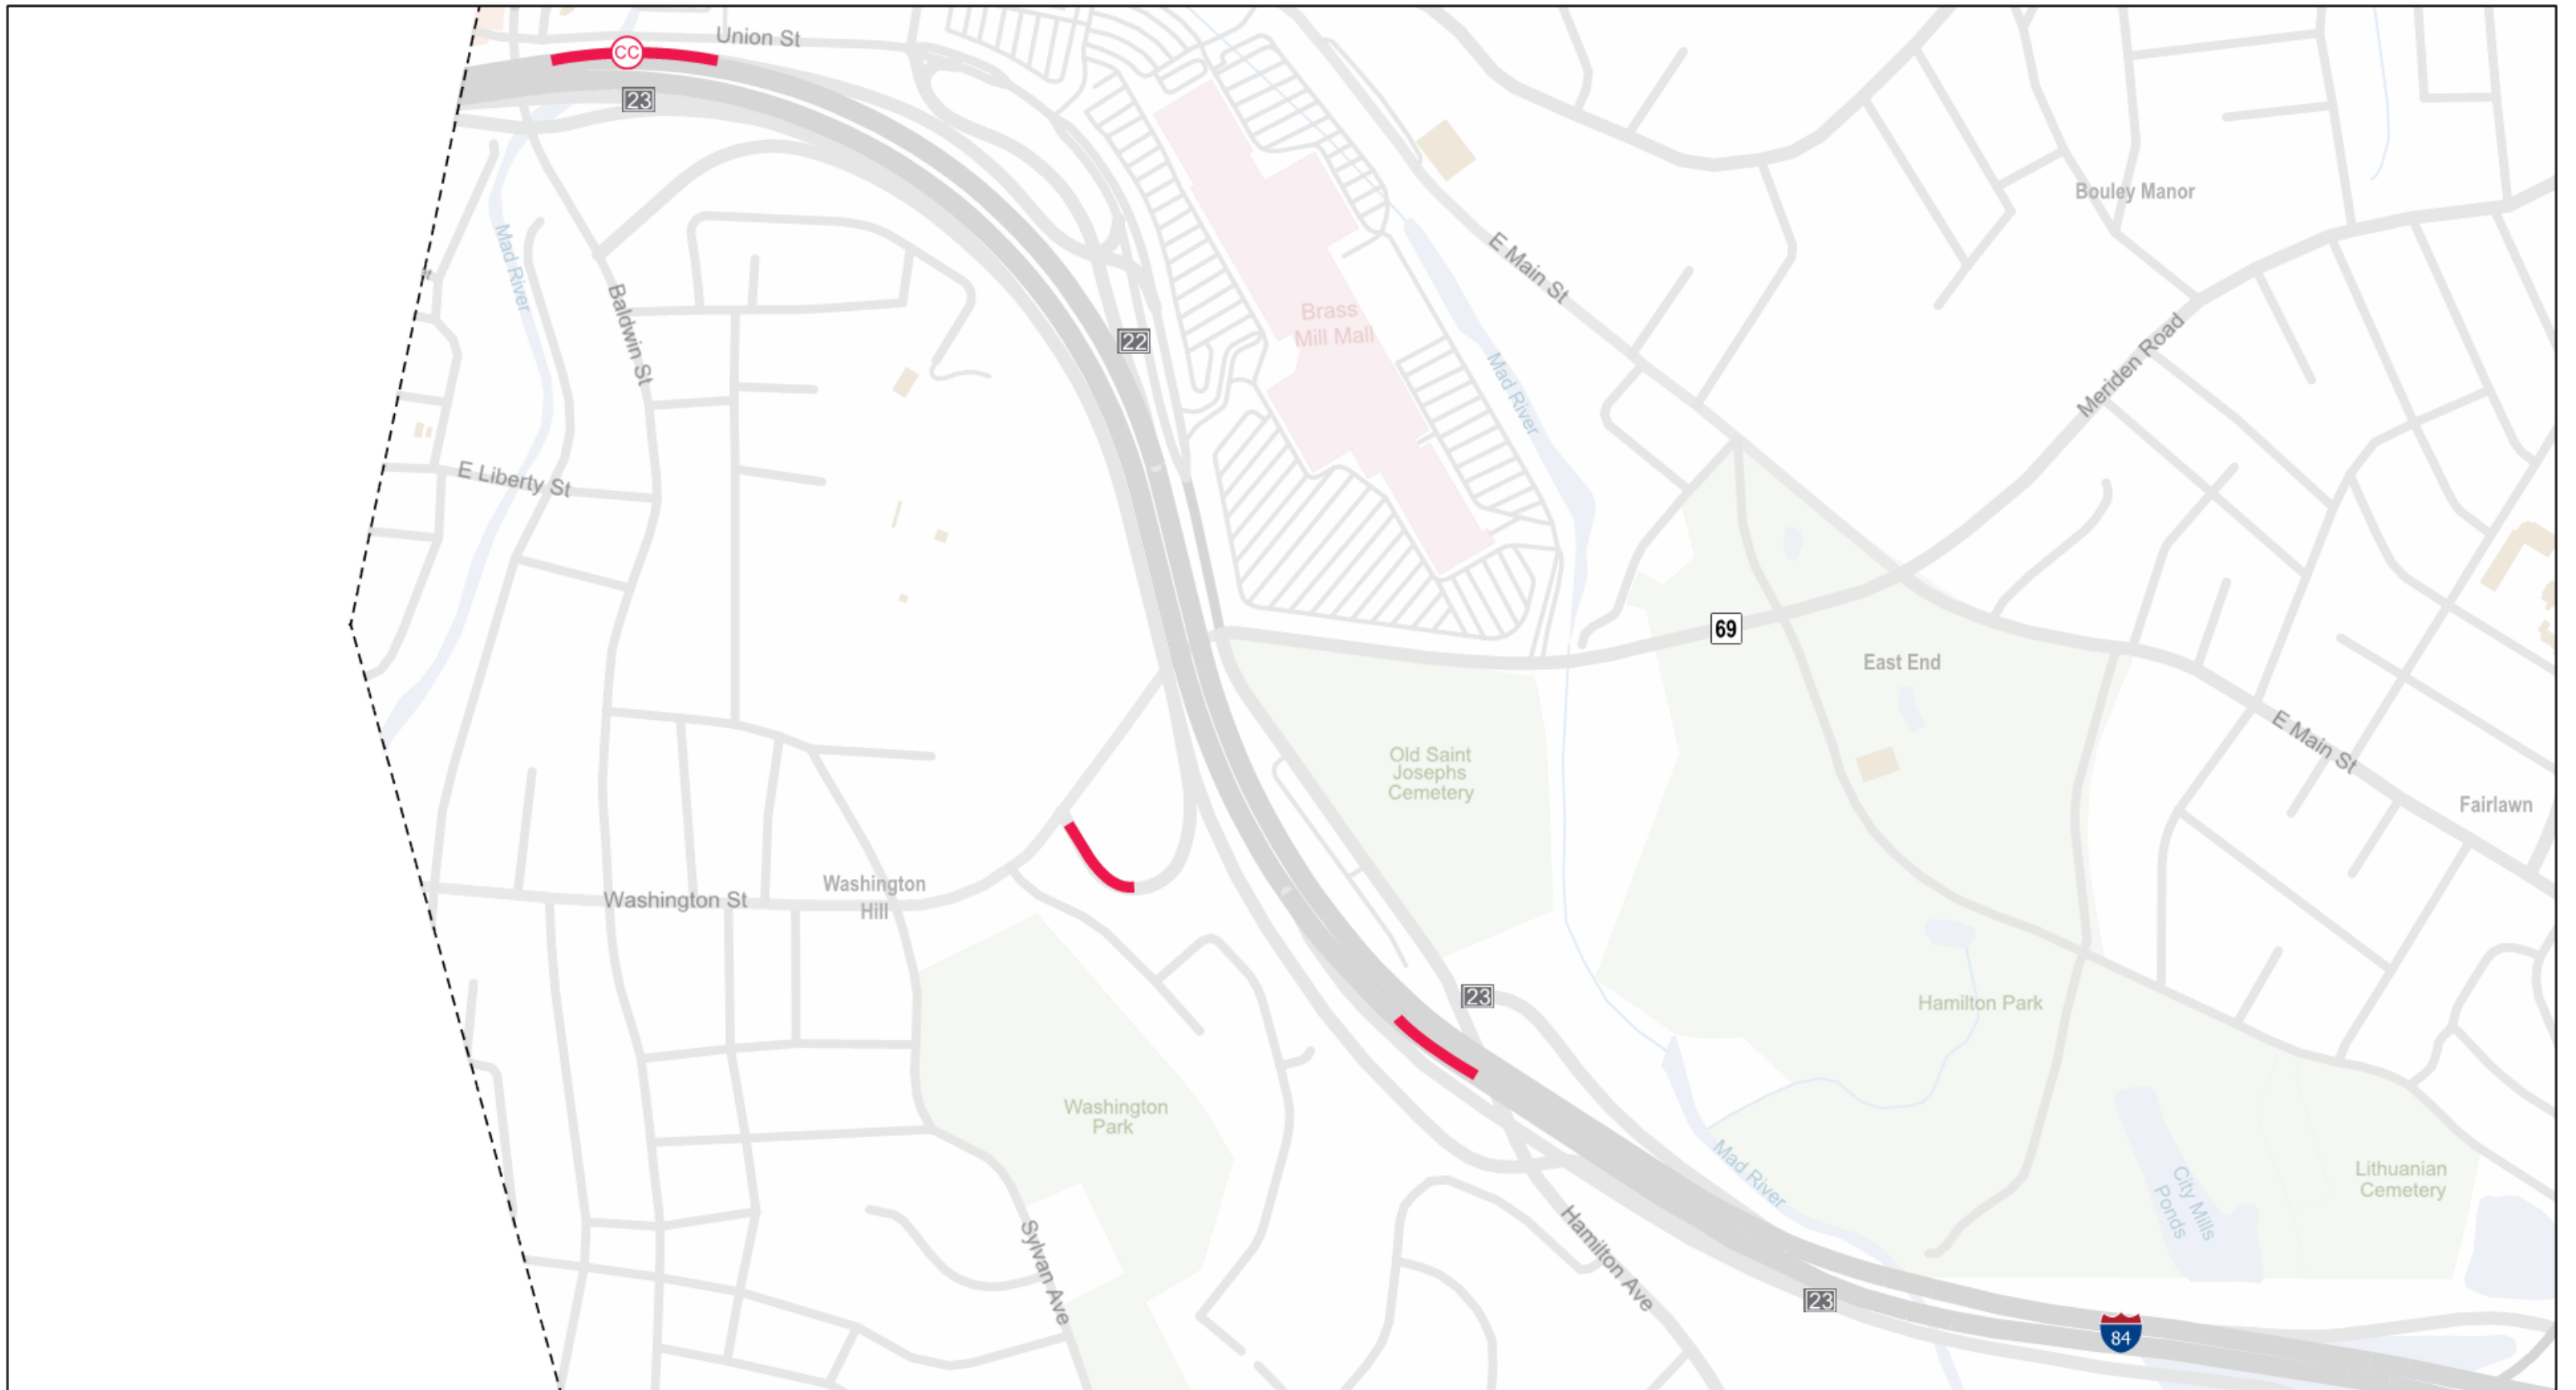 Union St
CC
23
Bouley Manor
Mad River
E Main St
Baldwin St
Brass
Mill Mall
22
Meriden Road
Mad River
E Liberty St
69
East End
E Main St
Old Saint
Josephs
Cemetery
Fairlawn
Washington St
Washington
Hill
23
Hamilton Park
Washington
Park
Mad River
City Mills
Ponds
Lithuanian
Cemetery
Sylvan Ave
Hamilton Ave
23
84